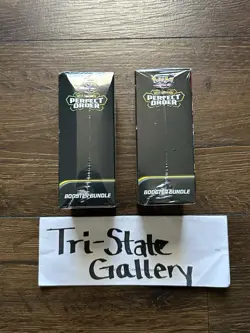 PERFECT ORDER
BOOSTER BUNDLE
PERFECT ORDER
BOOSTER BUNDLE
Tri-State
Gallery